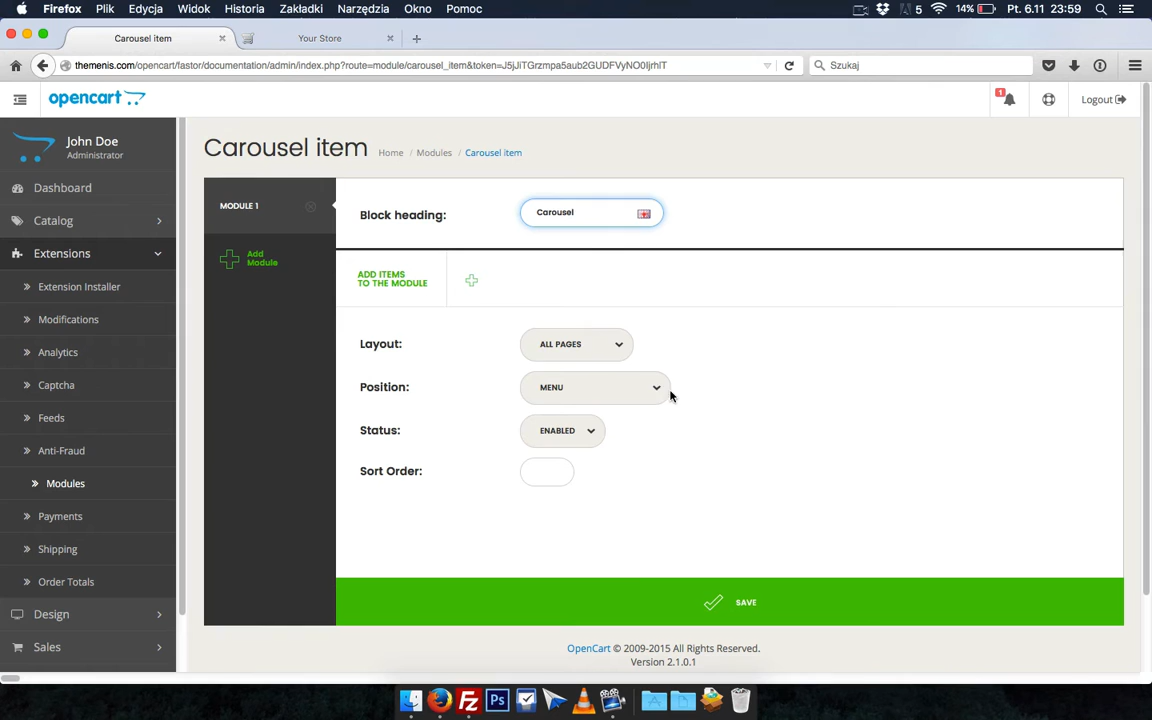 Firefox Plik Edycja Widok Historia Zakładki Narzędzia Okno Pomoc 5 14% Pt. 6.11 23:59
Carousel item Your Store
themenis.com/opencart/fastor/documentation/admin/index.php?route=module/carousel_item&token= Szukaj
opencart 1 Logout
John Doe
Administrator
Dashboard
Catalog
Extensions
Extension Installer
Modifications
Analytics
Captcha
Feeds
Anti-Fraud
Modules
Payments
Shipping
Order Totals
Design
Sales
Carousel item Home / Modules / Carousel item
MODULE 1
Add
Module
Block heading: Carousel
ADD ITEMS
TO THE MODULE
Layout: ALL PAGES
Position: MENU
Status: ENABLED
Sort Order:
SAVE
OpenCart © 2009-2015 All Rights Reserved.
Version 2.1.0.1
Fz Ps